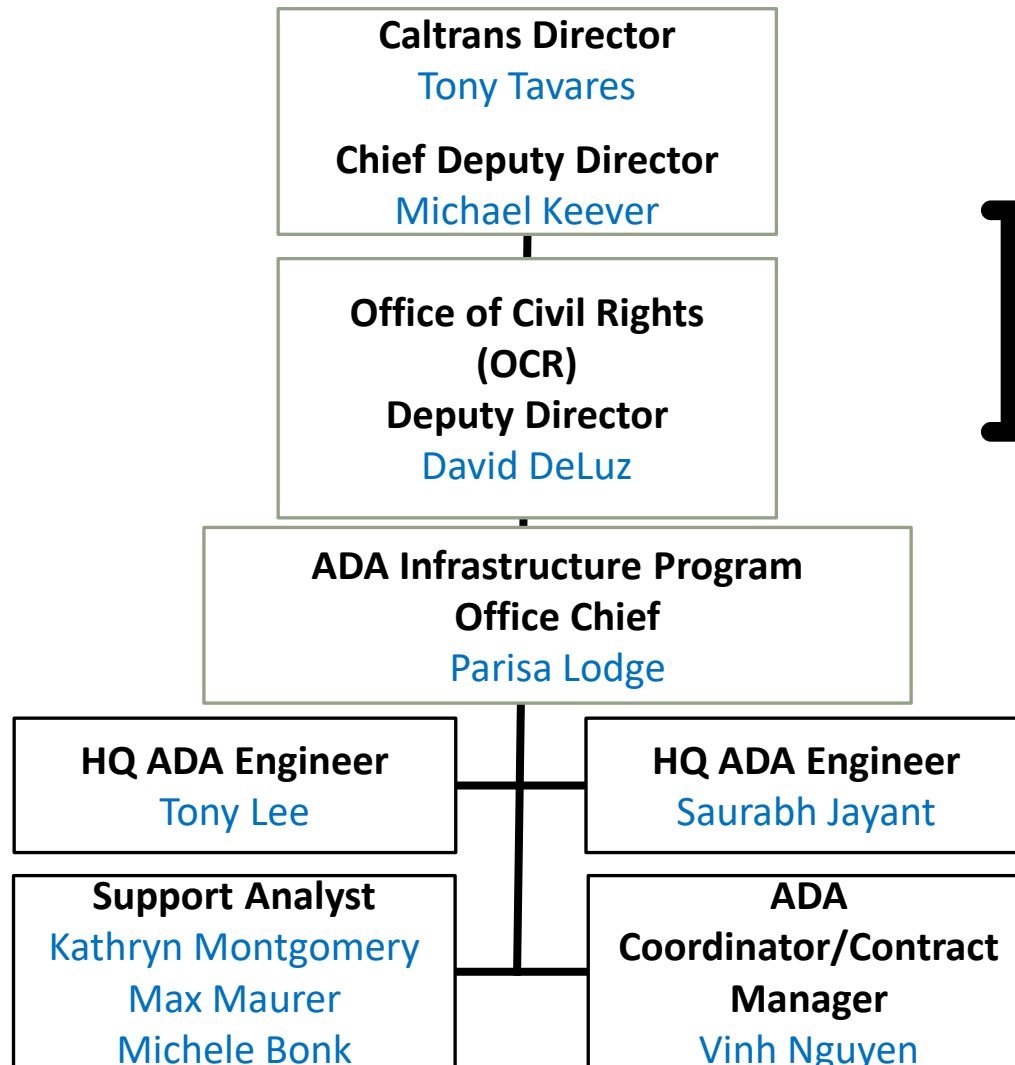 Caltrans Director
Tony Tavares
Chief Deputy Director
Michael Keever
Office of Civil Rights
(OCR)
Deputy Director
David DeLuz
ADA Infrastructure Program
Office Chief
Parisa Lodge
HQ ADA Engineer
Tony Lee
HQ ADA Engineer
Saurabh Jayant
Support Analyst
Kathryn Montgomery
Max Maurer
Michele Bonk
ADA
Coordinator/Contract
Manager
Vinh Nguyen